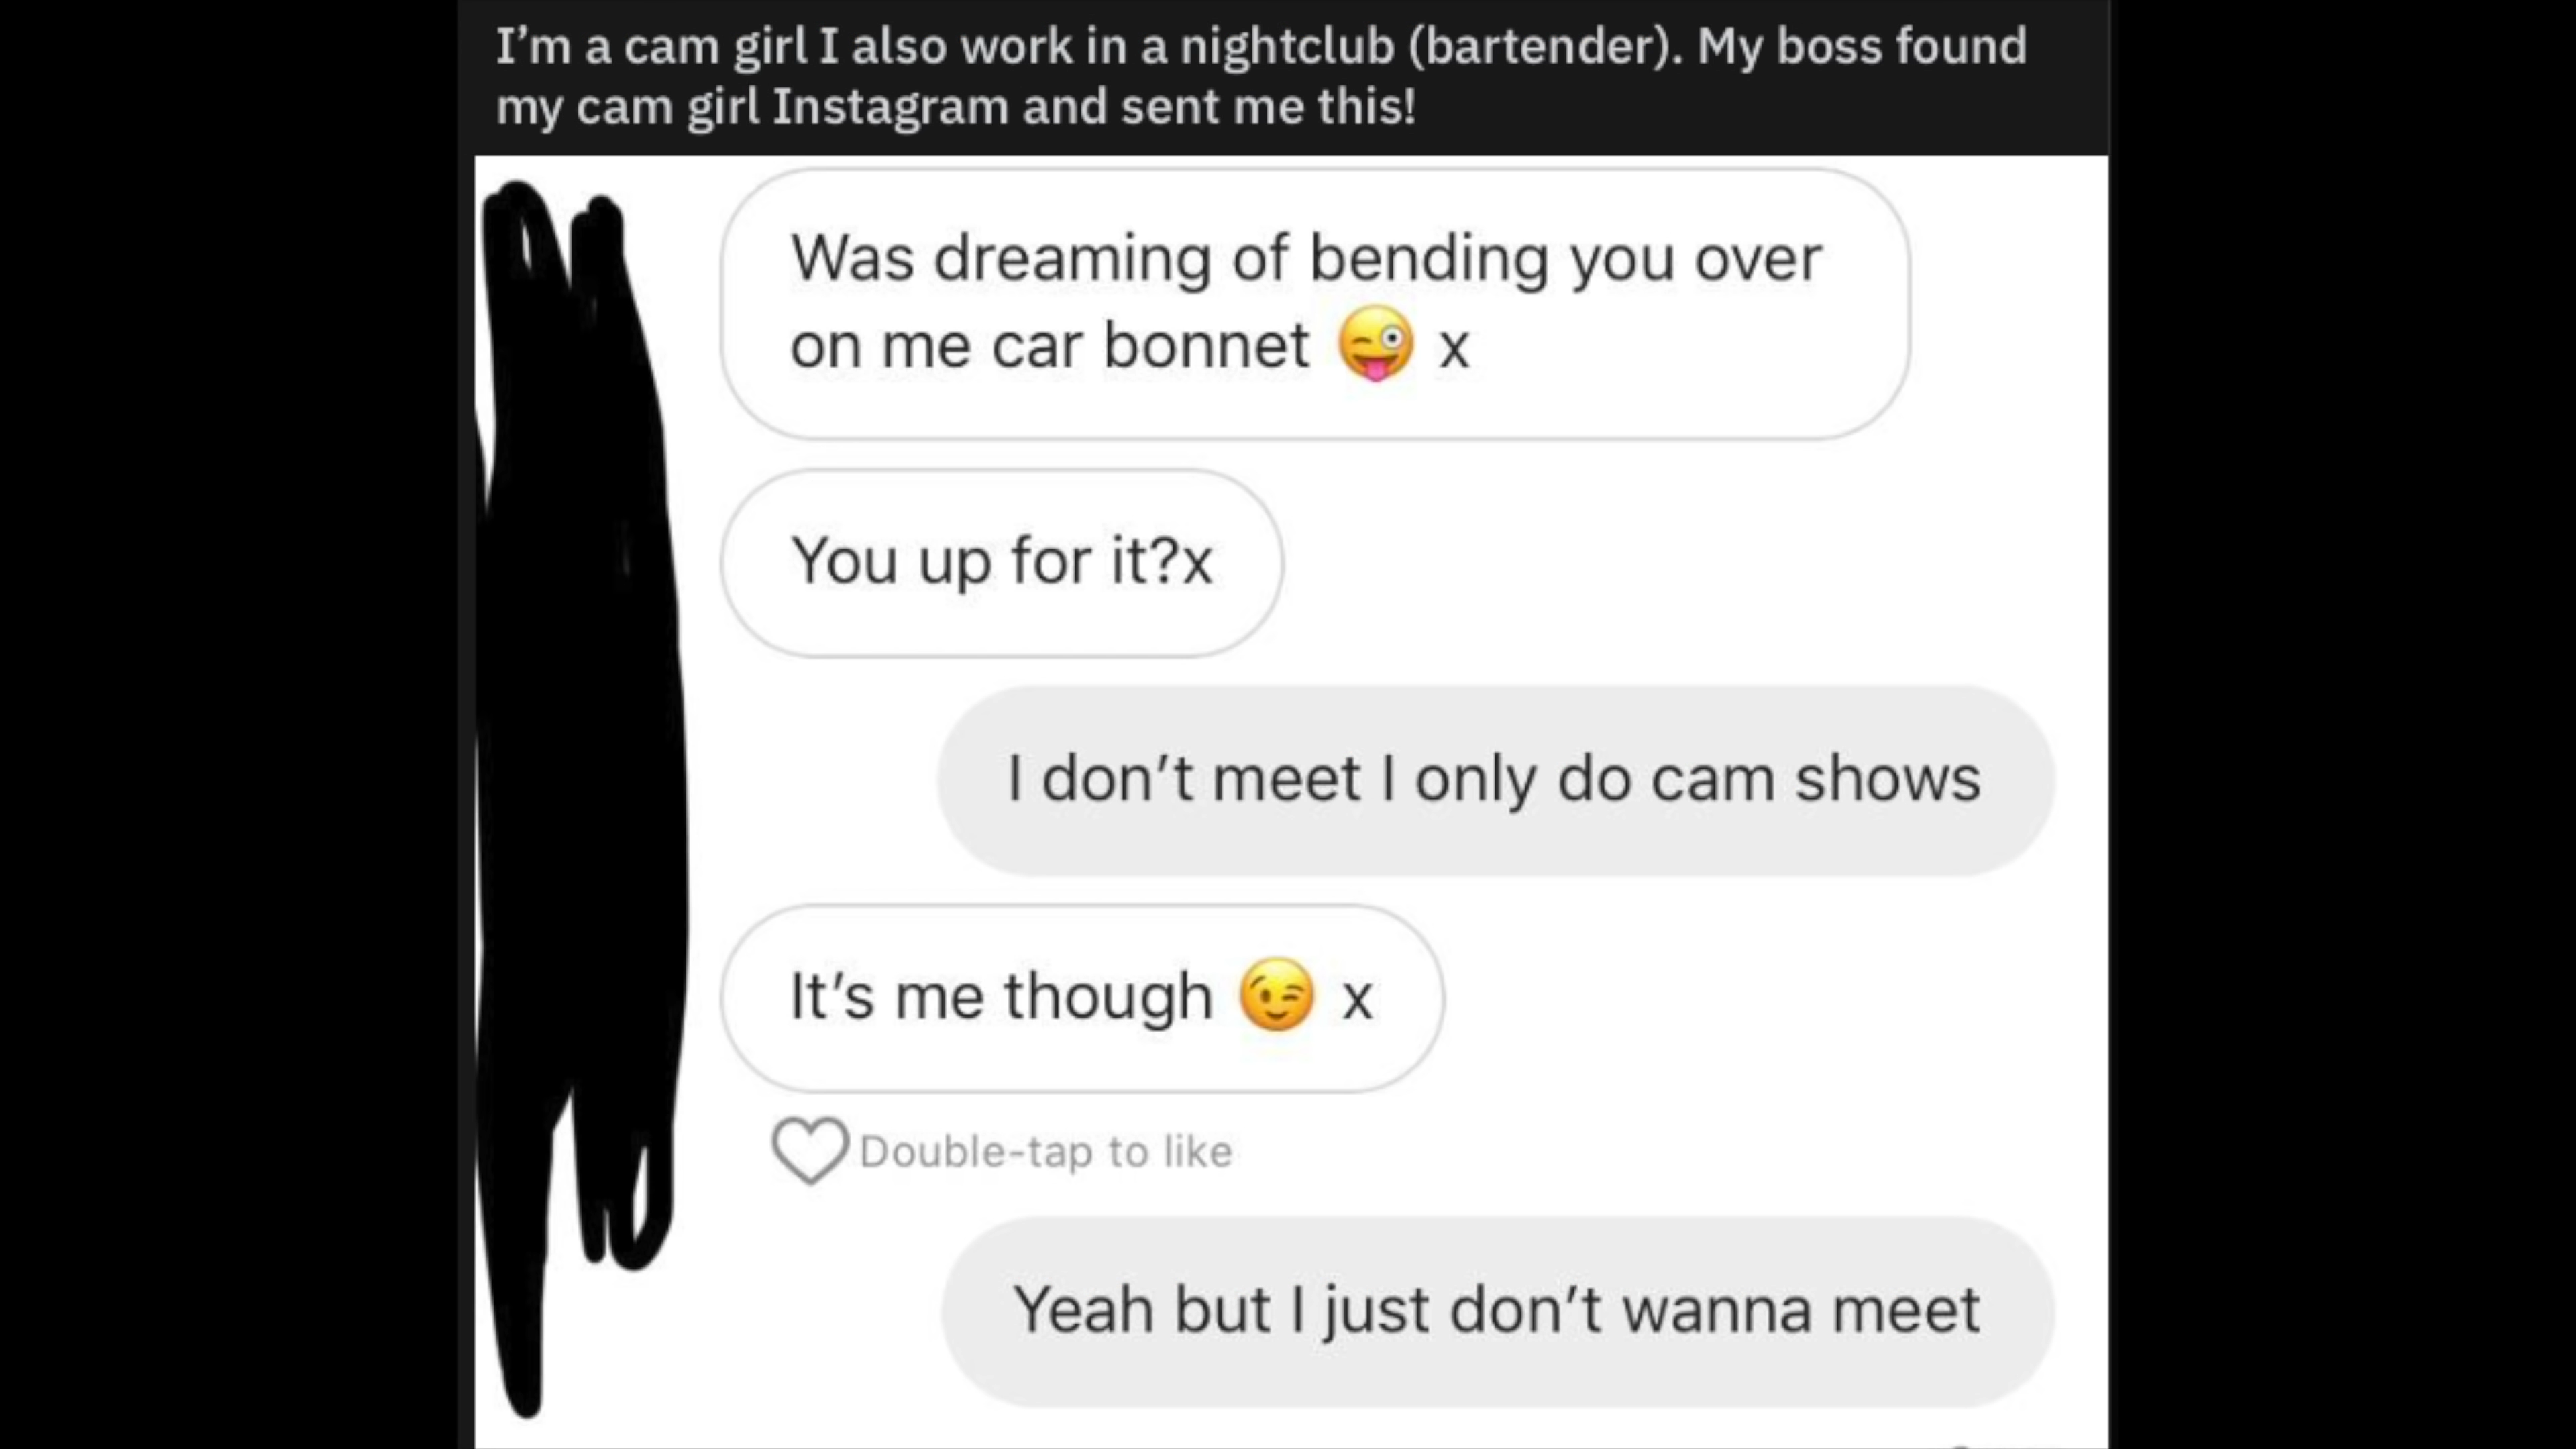 I’m a cam girl I also work in a nightclub (bartender). My boss found
my cam girl Instagram and sent me this!
Was dreaming of bending you over
on me car bonnet 😜 x
You up for it?x
I don’t meet I only do cam shows
It’s me though 😉 x
Double-tap to like
Yeah but I just don’t wanna meet